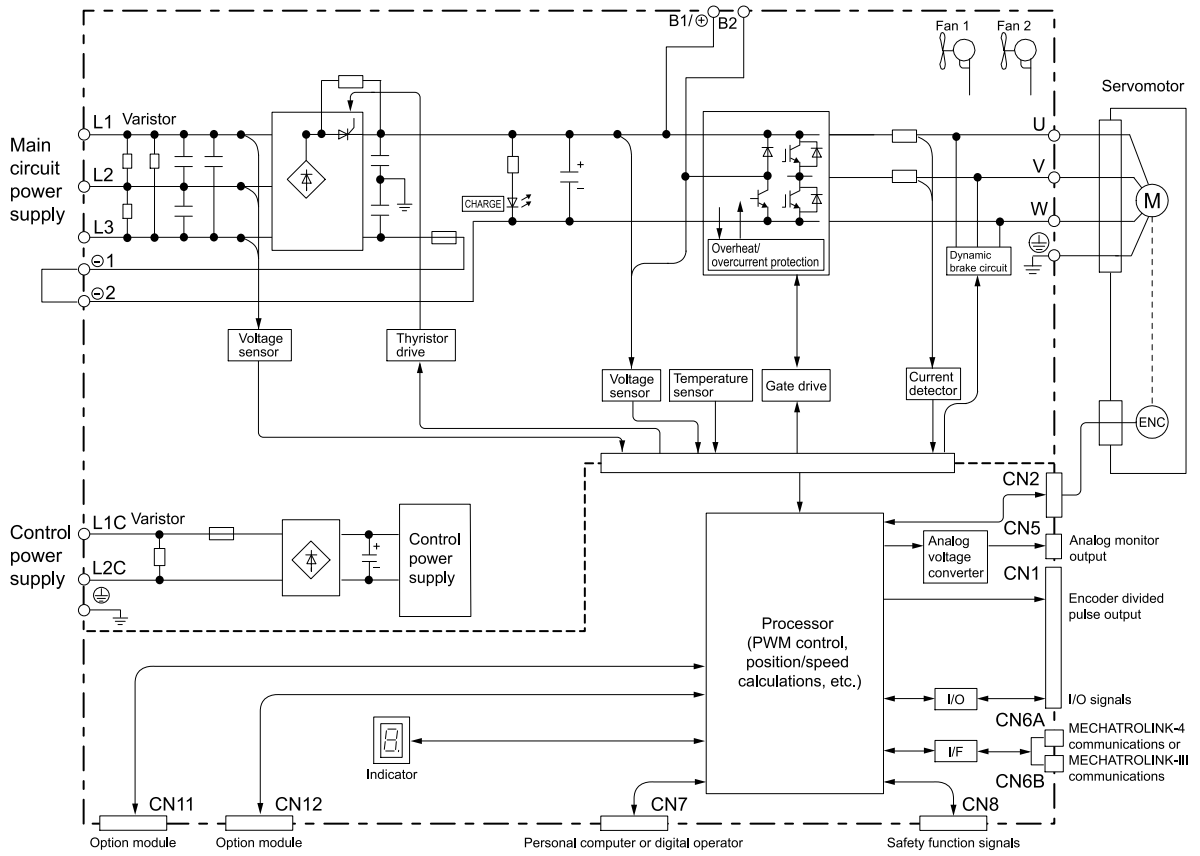 B1/⊕ B2
Fan 1
Fan 2
Servomotor
Main
circuit
power
supply
L1
Varistor
L2
L3
⊖1
⊖2
CHARGE
+
−
Overheat/
overcurrent protection
U
V
W
M
Dynamic
brake circuit
Voltage
sensor
Thyristor
drive
Voltage
sensor
Temperature
sensor
Gate drive
Current
detector
ENC
Control
power
supply
L1C
Varistor
L2C
+
−
Control
power
supply
CN2
CN5
Analog
voltage
converter
Analog monitor
output
CN1
Encoder divided
pulse output
Processor
(PWM control,
position/speed
calculations, etc.)
I/O
I/O signals
CN6A
I/F
MECHATROLINK-4
communications or
MECHATROLINK-III
communications
CN6B
8.
Indicator
CN11
Option module
CN12
Option module
CN7
Personal computer or digital operator
CN8
Safety function signals